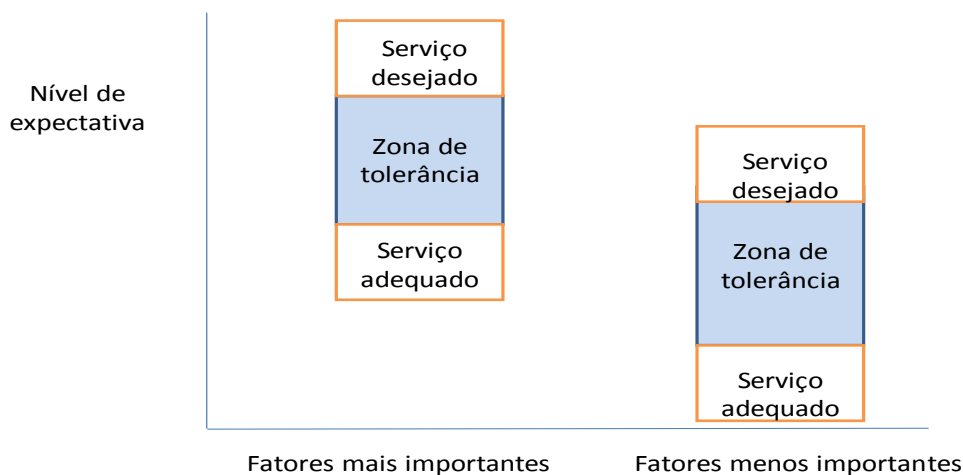 Nível de
expectativa
Serviço
desejado
Zona de
tolerância
Serviço
adequado
Serviço
desejado
Zona de
tolerância
Serviço
adequado
Fatores mais importantes
Fatores menos importantes